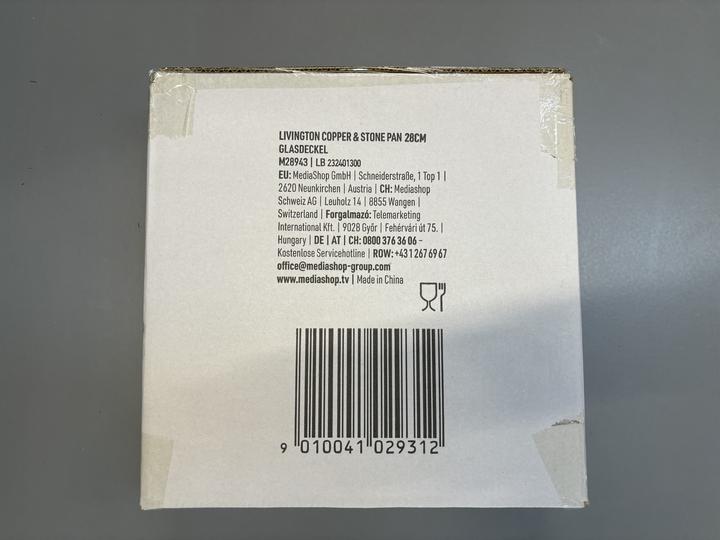 LIVINGTON COPPER & STONE PAN 28CM
GLASDECKEL
M28943 | LB 232401300
EU: MediaShop GmbH | Schneiderstraße, 1 Top 1 |
2620 Neunkirchen | Austria | CH: Mediashop
Schweiz AG | Leuholz 14 | 8855 Wangen |
Switzerland | Forgalmazó: Telemarketing
International Kft. | 9028 Győr | Fehérvári út 75. |
Hungary | DE | AT | CH: 0800 376 36 06 –
Kostenlose Servicehotline | ROW: +431 267 69 67
office@mediashop-group.com
www.mediashop.tv | Made in China
9 010041 029312